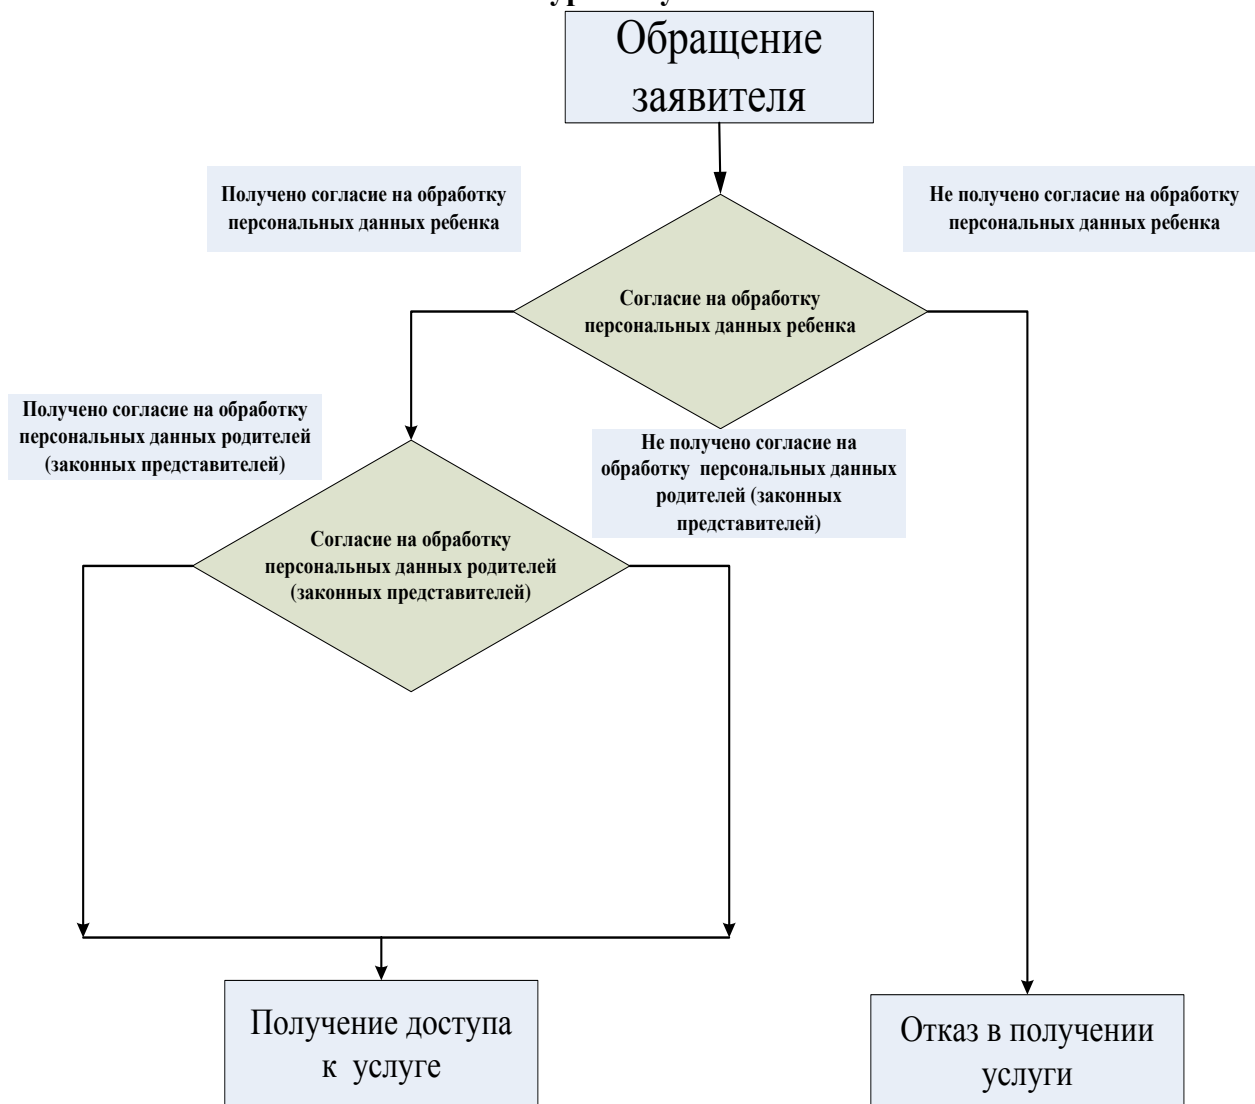 Обращение
заявителя
Получено согласие на обработку
персональных данных ребенка
Не получено согласие на обработку
персональных данных ребенка
Согласие на обработку
персональных данных ребенка
Получено согласие на обработку
персональных данных родителей
(законных представителей)
Не получено согласие на
обработку  персональных данных
родителей (законных
представителей)
Согласие на обработку
персональных данных родителей
(законных представителей)
Получение доступа
к  услуге
Отказ в получении
услуги